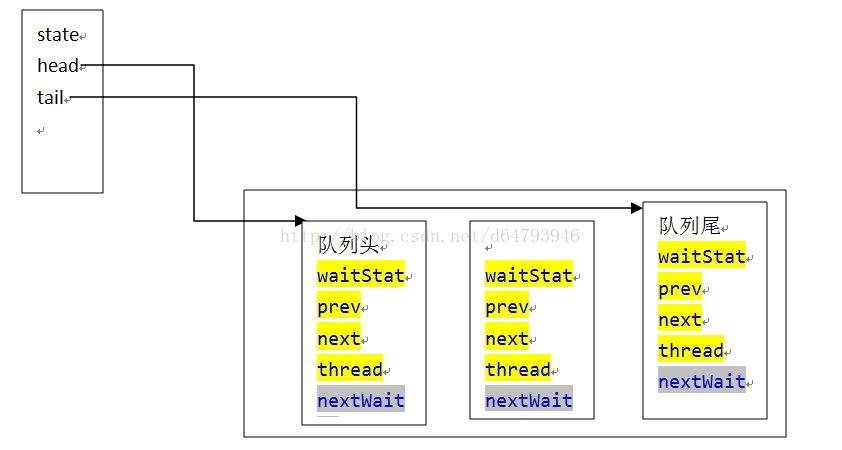 state
head
tail
http://blog.csdn.net/d64793946
队列头
waitStat
prev
next
thread
nextWait
waitStat
prev
next
thread
nextWait
队列尾
waitStat
prev
next
thread
nextWait